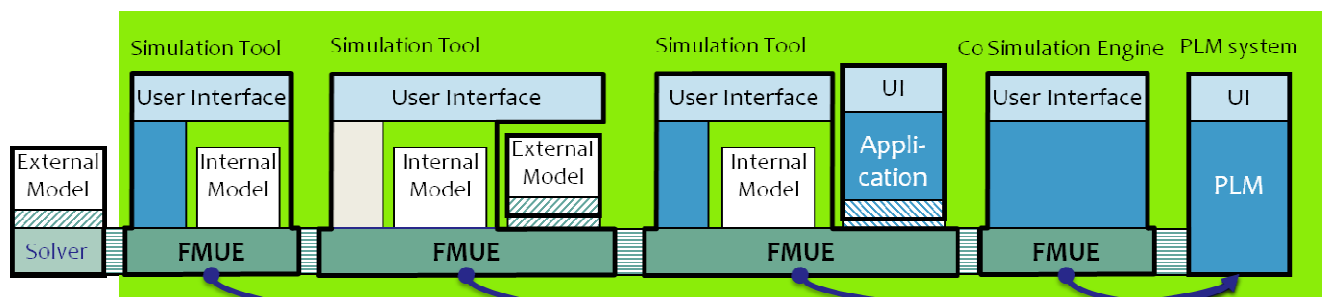 Simulation Tool
Simulation Tool
Simulation Tool
Co Simulation Engine
PLM system
User Interface
User Interface
User Interface
UI
User Interface
UI
External
Model
Internal
Model
Internal
Model
External
Model
Internal
Model
Appli-
cation
PLM
Solver
FMUE
FMUE
FMUE
FMUE